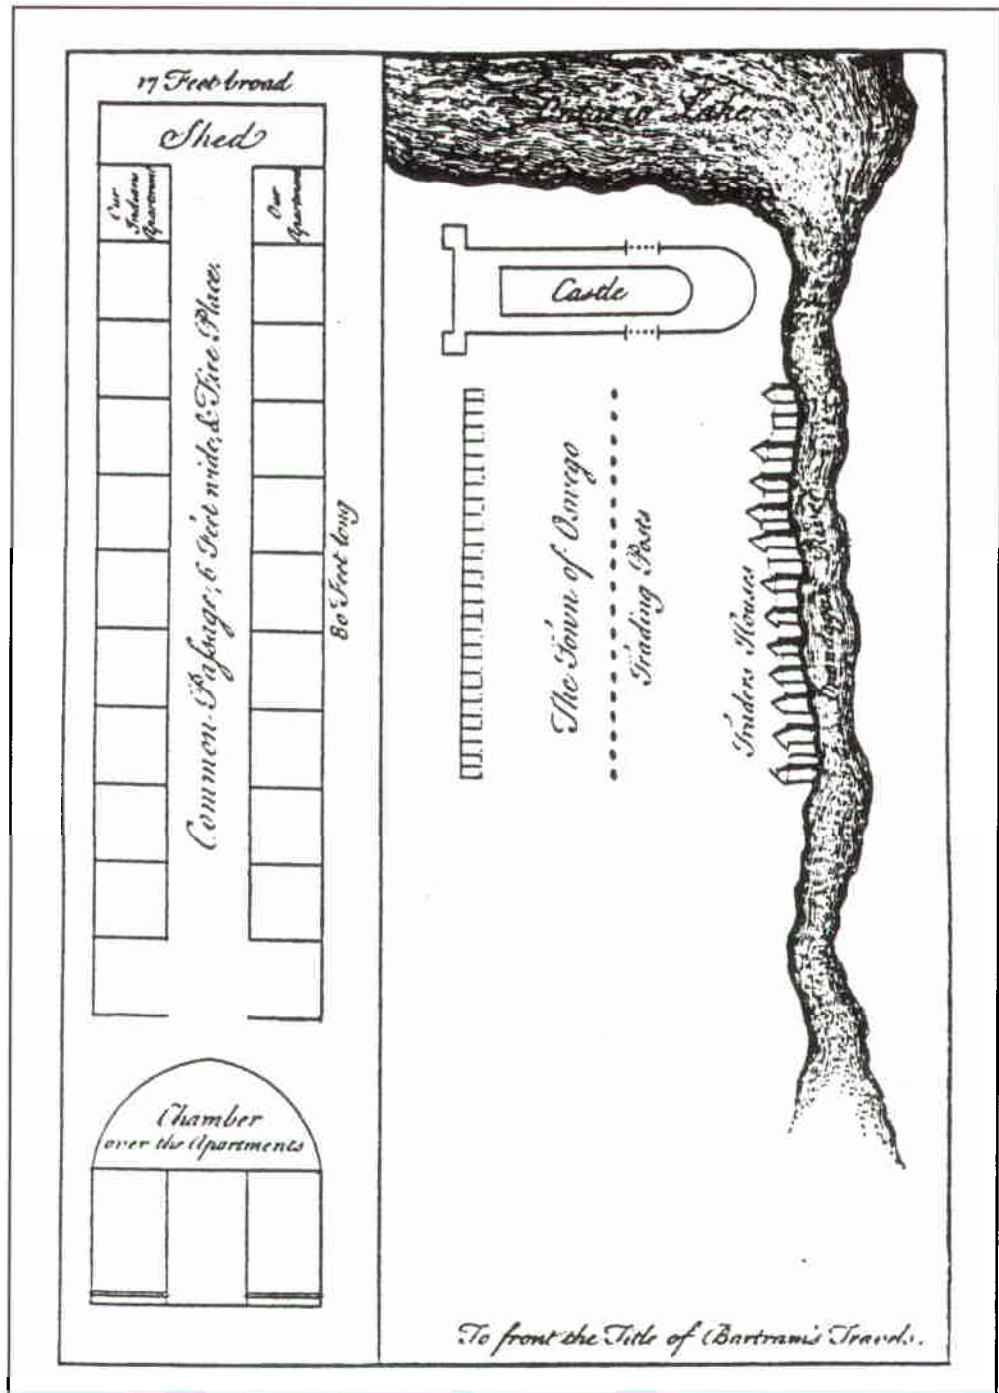 17 Feet broad
Shed
Our
Indians
Apartment
Our
Apartment
Common Paſsage, 6 Feet wide, & Fire Place.
80 Feet long
Chamber
over the Apartments
Ontario Lake
Castle
The Town of Oswego
Trading Posts
Traders Houses
River
To front the Title of Bartram's Travels.